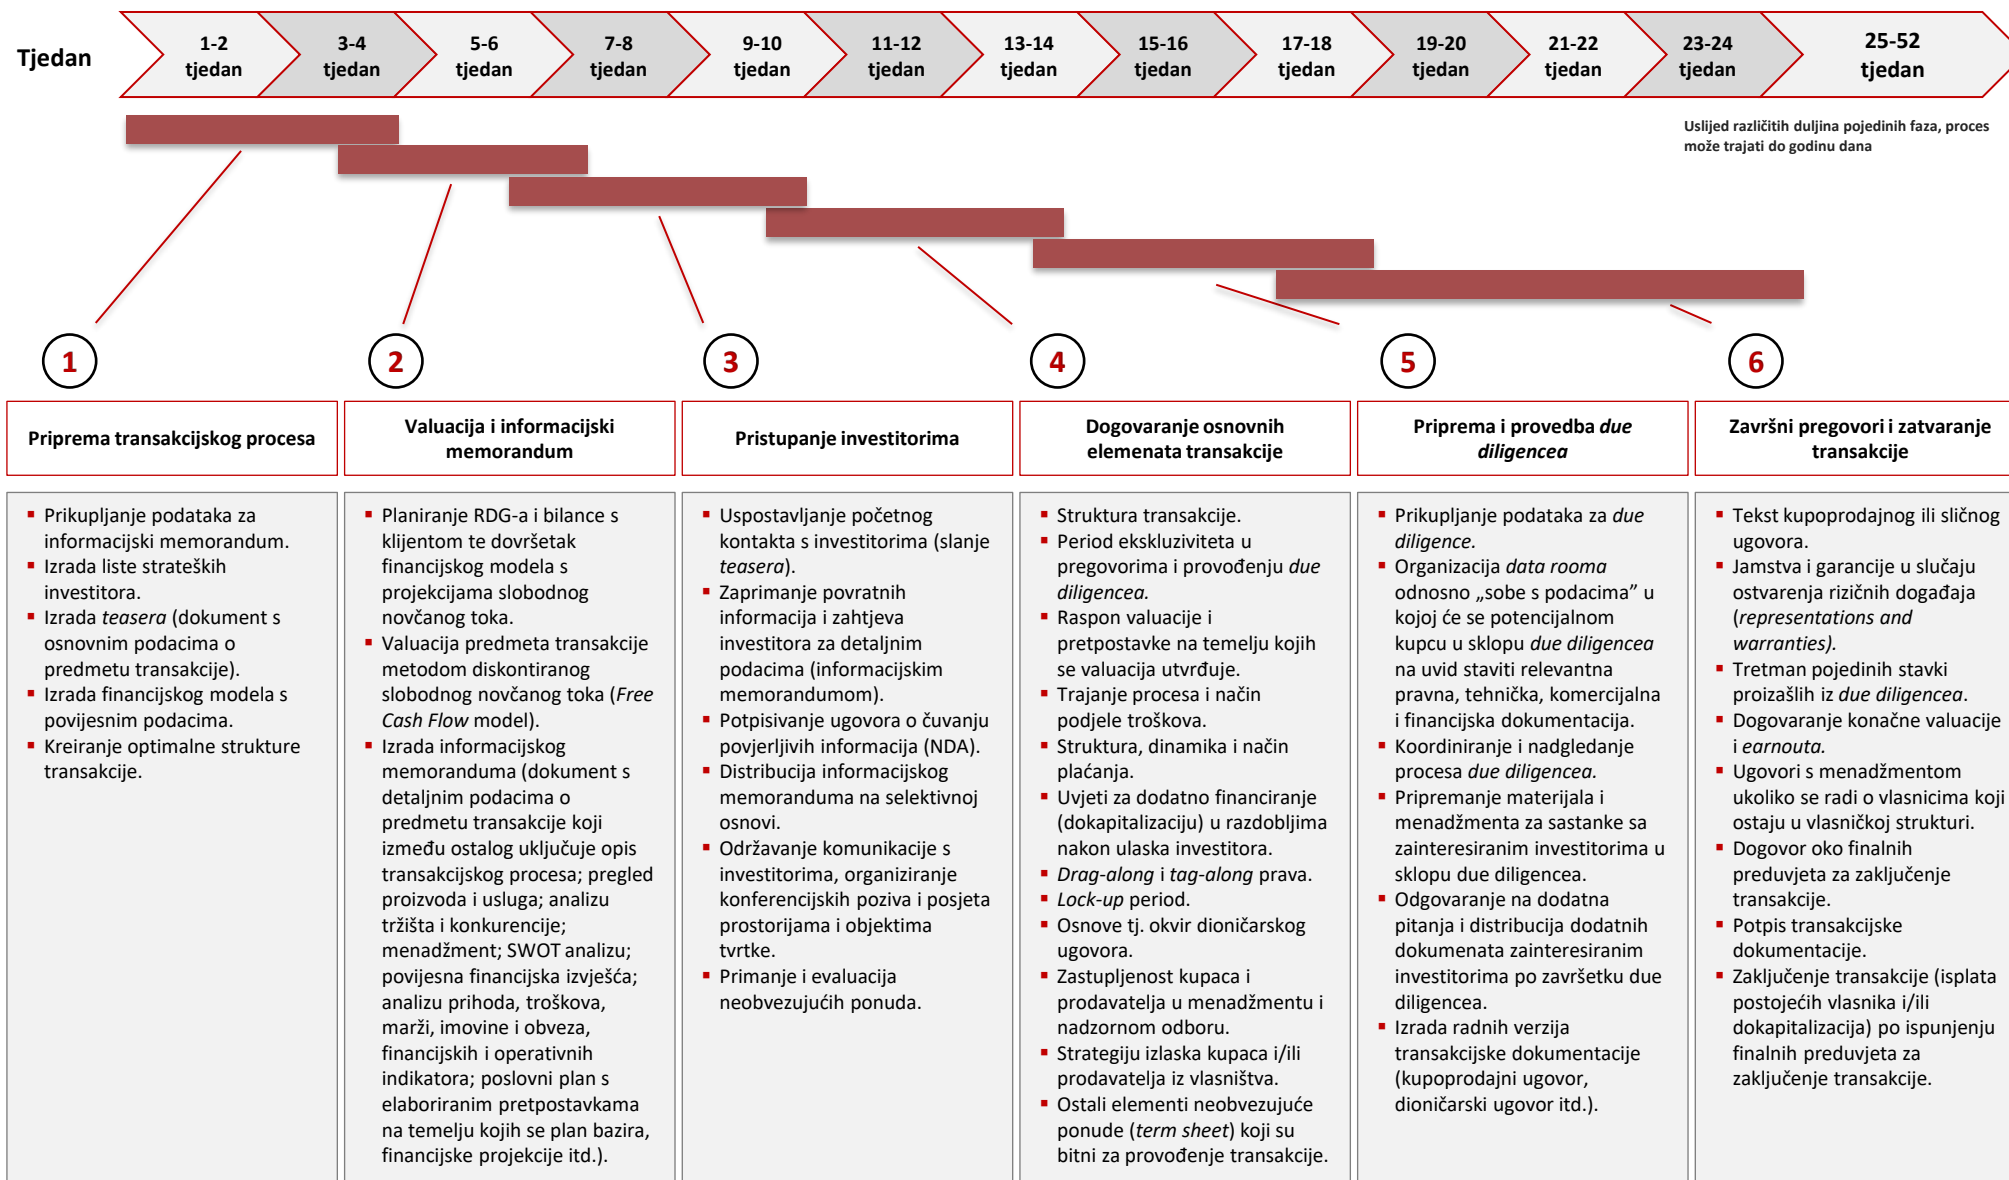 Tjedan
1-2
tjedan
3-4
tjedan
5-6
tjedan
7-8
tjedan
9-10
tjedan
11-12
tjedan
13-14
tjedan
15-16
tjedan
17-18
tjedan
19-20
tjedan
21-22
tjedan
23-24
tjedan
25-52
tjedan
Uslijed različitih duljina pojedinih faza, proces
može trajati do godinu dana
1
2
3
4
5
6
Priprema transakcijskog procesa
Valuacija i informacijski
memorandum
Pristupanje investitorima
Dogovaranje osnovnih
elemenata transakcije
Priprema i provedba due
diligencea
Završni pregovori i zatvaranje
transakcije
▪ Prikupljanje podataka za
informacijski memorandum.
▪ Izrada liste strateških
investitora.
▪ Izrada teasera (dokument s
osnovnim podacima o
predmetu transakcije).
▪ Izrada financijskog modela s
povijesnim podacima.
▪ Kreiranje optimalne strukture
transakcije.
▪ Planiranje RDG-a i bilance s
klijentom te dovršetak
financijskog modela s
projekcijama slobodnog
novčanog toka.
▪ Valuacija predmeta transakcije
metodom diskontiranog
slobodnog novčanog toka (Free
Cash Flow model).
▪ Izrada informacijskog
memoranduma (dokument s
detaljnim podacima o
predmetu transakcije koji
između ostalog uključuje opis
transakcijskog procesa; pregled
proizvoda i usluga; analizu
tržišta i konkurencije;
menadžment; SWOT analizu;
povijesna financijska izvješća;
analizu prihoda, troškova,
marži, imovine i obveza,
financijskih i operativnih
indikatora; poslovni plan s
elaboriranim pretpostavkama
na temelju kojih se plan bazira,
financijske projekcije itd.).
▪ Uspostavljanje početnog
kontakta s investitorima (slanje
teasera).
▪ Zaprimanje povratnih
informacija i zahtjeva
investitora za detaljnim
podacima (informacijskim
memorandumom).
▪ Potpisivanje ugovora o čuvanju
povjerljivih informacija (NDA).
▪ Distribucija informacijskog
memoranduma na selektivnoj
osnovi.
▪ Održavanje komunikacije s
investitorima, organiziranje
konferencijskih poziva i posjeta
prostorijama i objektima
tvrtke.
▪ Primanje i evaluacija
neobvezujućih ponuda.
▪ Struktura transakcije.
▪ Period ekskluziviteta u
pregovorima i provođenju due
diligencea.
▪ Raspon valuacije i
pretpostavke na temelju kojih
se valuacija utvrđuje.
▪ Trajanje procesa i način
podjele troškova.
▪ Struktura, dinamika i način
plaćanja.
▪ Uvjeti za dodatno financiranje
(dokapitalizaciju) u razdobljima
nakon ulaska investitora.
▪ Drag-along i tag-along prava.
▪ Lock-up period.
▪ Osnove tj. okvir dioničarskog
ugovora.
▪ Zastupljenost kupaca i
prodavatelja u menadžmentu i
nadzornom odboru.
▪ Strategiju izlaska kupaca i/ili
prodavatelja iz vlasništva.
▪ Ostali elementi neobvezujuće
ponude (term sheet) koji su
bitni za provođenje transakcije.
▪ Prikupljanje podataka za due
diligence.
▪ Organizacija data rooma
odnosno „sobe s podacima” u
kojoj će se potencijalnom
kupcu u sklopu due diligencea
na uvid staviti relevantna
pravna, tehnička, komercijalna
i financijska dokumentacija.
▪ Koordiniranje i nadgledanje
procesa due diligencea.
▪ Pripremanje materijala i
menadžmenta za sastanke sa
zainteresiranim investitorima u
sklopu due diligencea.
▪ Odgovaranje na dodatna
pitanja i distribucija dodatnih
dokumenata zainteresiranim
investitorima po završetku due
diligencea.
▪ Izrada radnih verzija
transakcijske dokumentacije
(kupoprodajni ugovor,
dioničarski ugovor itd.).
▪ Tekst kupoprodajnog ili sličnog
ugovora.
▪ Jamstva i garancije u slučaju
ostvarenja rizičnih događaja
(representations and
warranties).
▪ Tretman pojedinih stavki
proizašlih iz due diligencea.
▪ Dogovaranje konačne valuacije
i earnouta.
▪ Ugovori s menadžmentom
ukoliko se radi o vlasnicima koji
ostaju u vlasničkoj strukturi.
▪ Dogovor oko finalnih
preduvjeta za zaključenje
transakcije.
▪ Potpis transakcijske
dokumentacije.
▪ Zaključenje transakcije (isplata
postojećih vlasnika i/ili
dokapitalizacija) po ispunjenju
finalnih preduvjeta za
zaključenje transakcije.